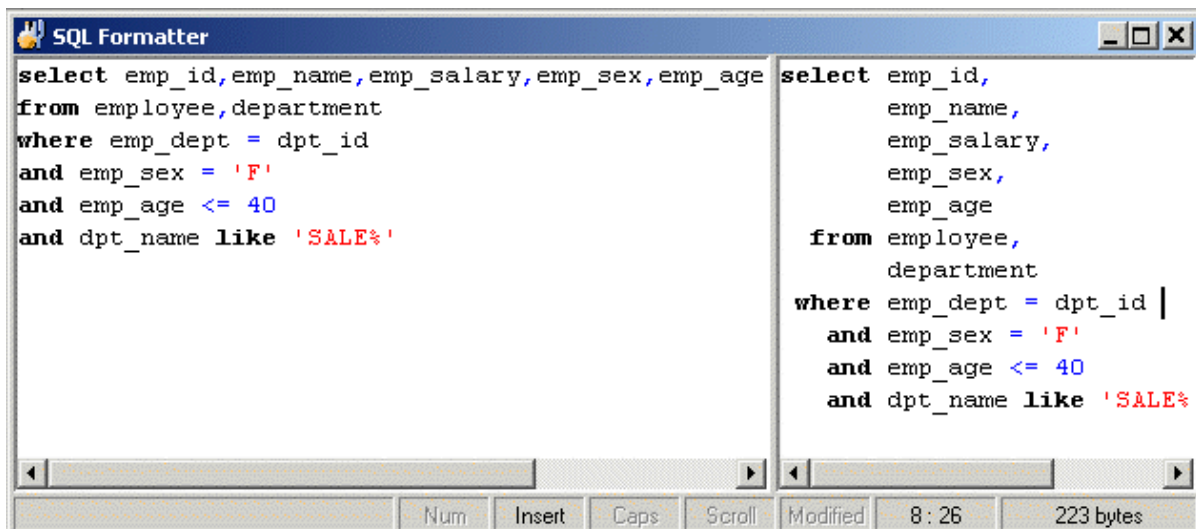 SQL Formatter
select emp_id,emp_name,emp_salary,emp_sex,emp_age
from employee,department
where emp_dept = dpt_id
and emp_sex = 'F'
and emp_age <= 40
and dpt_name like 'SALE%'
select emp_id,
emp_name,
emp_salary,
emp_sex,
emp_age
from employee,
department
where emp_dept = dpt_id
and emp_sex = 'F'
and emp_age <= 40
and dpt_name like 'SALE%
Num Insert Caps Scroll Modified 8 : 26 223 bytes